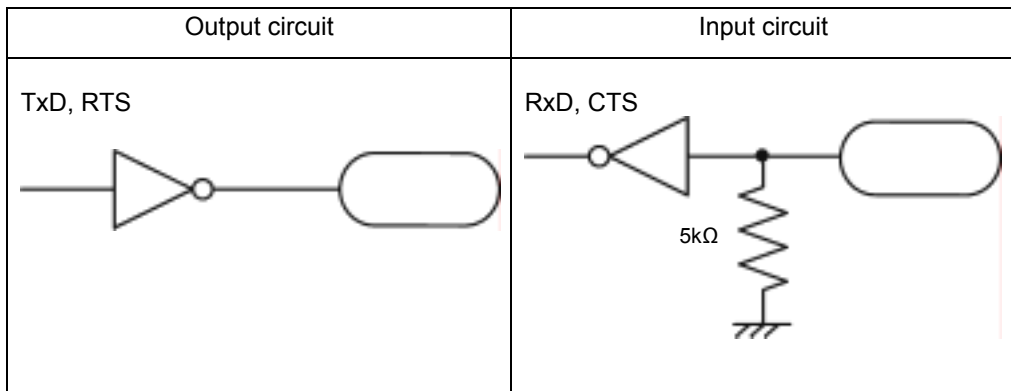 Output circuit
Input circuit
TxD, RTS
RxD, CTS
5kΩ